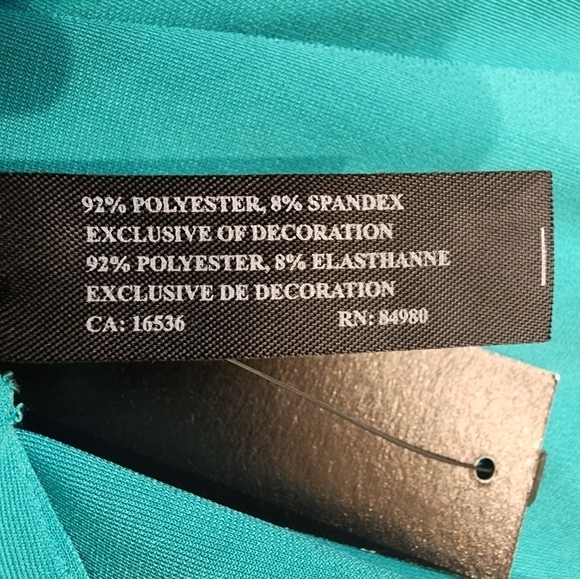 92% POLYESTER, 8% SPANDEX
EXCLUSIVE OF DECORATION
92% POLYESTER, 8% ELASTHANNE
EXCLUSIVE DE DECORATION
CA: 16536 RN: 84980